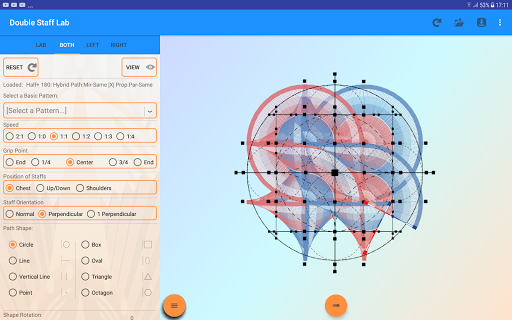 53% 17:11
Double Staff Lab
LAB BOTH LEFT RIGHT
RESET VIEW
Loaded: Half+ 180: Hybrid Path:Mir-Same |X| Prop:Par-Same
Select a Basic Pattern:
[Select a Pattern...]
Speed
2:1 1:0 1:1 1:2 1:3 1:4
Grip Point
End 1/4 Center 3/4 End
Position of Staffs
Chest Up/Down Shoulders
Staff Orientation
Normal Perpendicular 1 Perpendicular
Path Shape:
Circle Box
Line Oval
Vertical Line Triangle
Point Octagon
Shape Rotation: 0